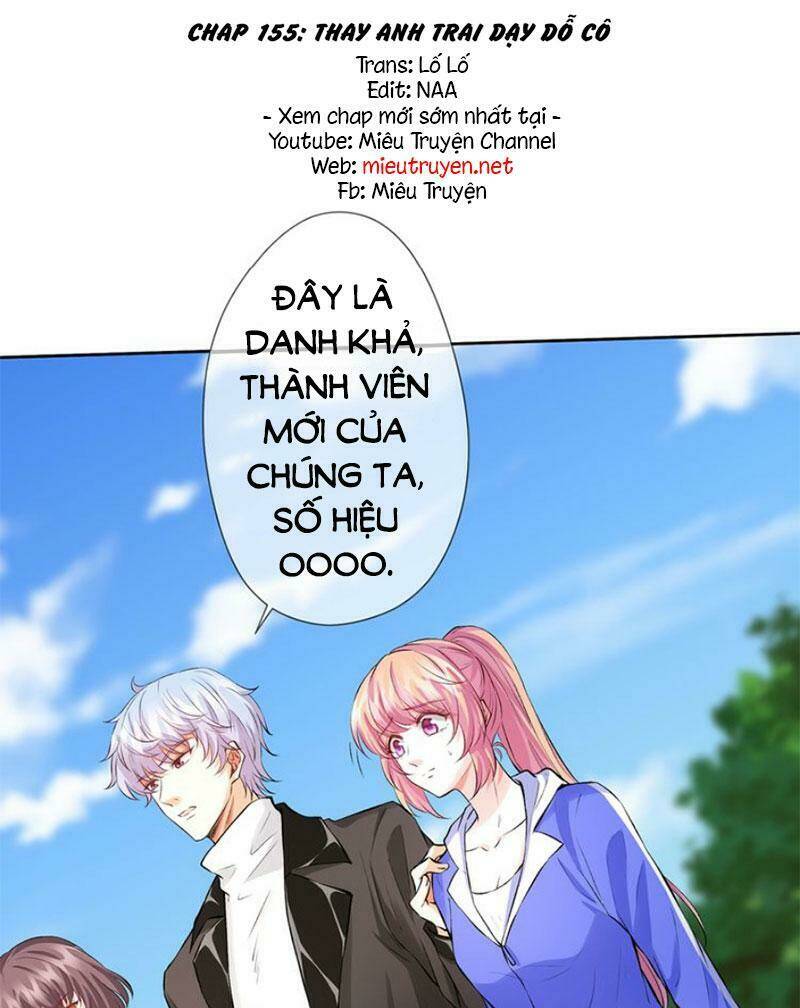 CHAP 155: THAY ANH TRAI DẠY DỖ CÔ
Trans: Lố Lố
Edit: NAA
- Xem chap mới sớm nhất tại -
Youtube: Miêu Truyện Channel
Web: mieutruyen.net
Fb: Miêu Truyện
ĐÂY LÀ
DANH KHẢ,
THÀNH VIÊN
MỚI CỦA
CHÚNG TA,
SỐ HIỆU
0000.